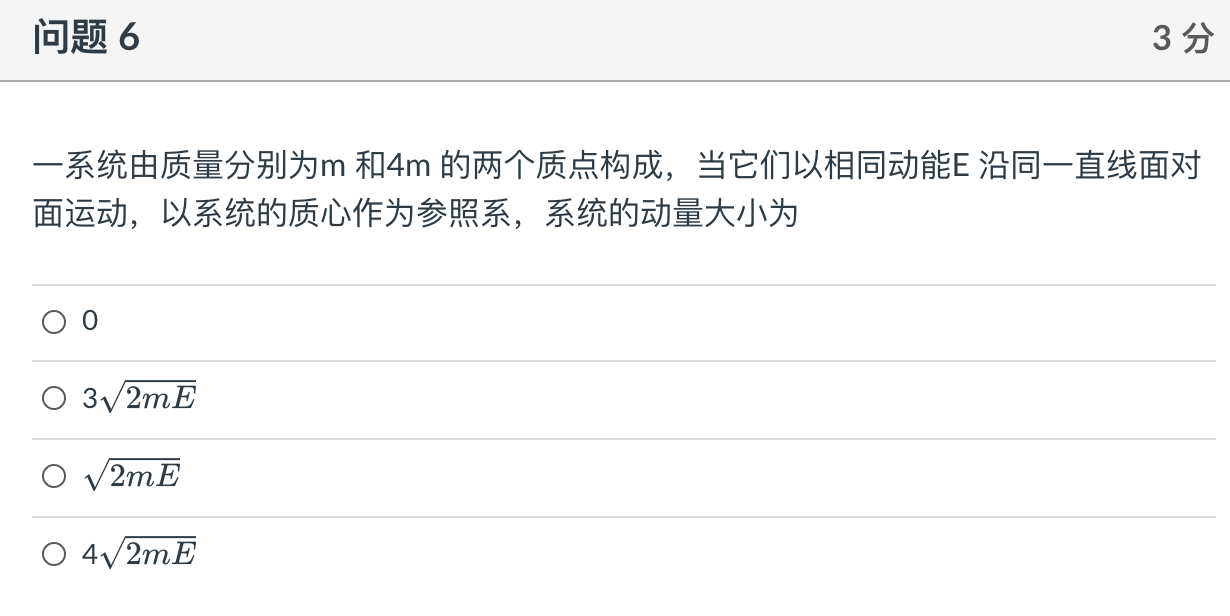 问题 6
3 分
一系统由质量分别为m 和4m 的两个质点构成，当它们以相同动能E 沿同一直线面对
面运动，以系统的质心作为参照系，系统的动量大小为
0
3√2mE
√2mE
4√2mE